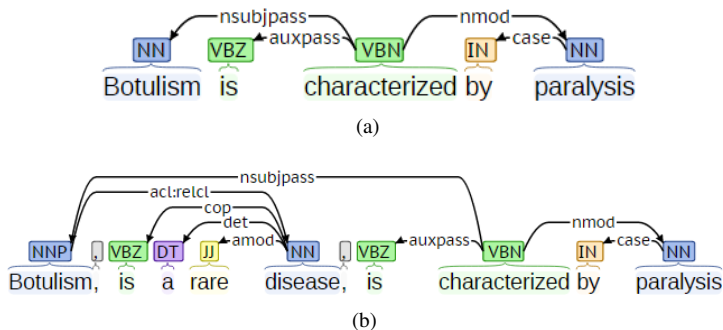 nsubjpass nmod
auxpass case
NN VBZ VBN IN NN
Botulism is characterized by paralysis
(a)
nsubjpass
acl:relcl
cop nmod
det
amod auxpass case
NNP , VBZ DT JJ NN , VBZ VBN IN NN
Botulism, is a rare disease, is characterized by paralysis
(b)